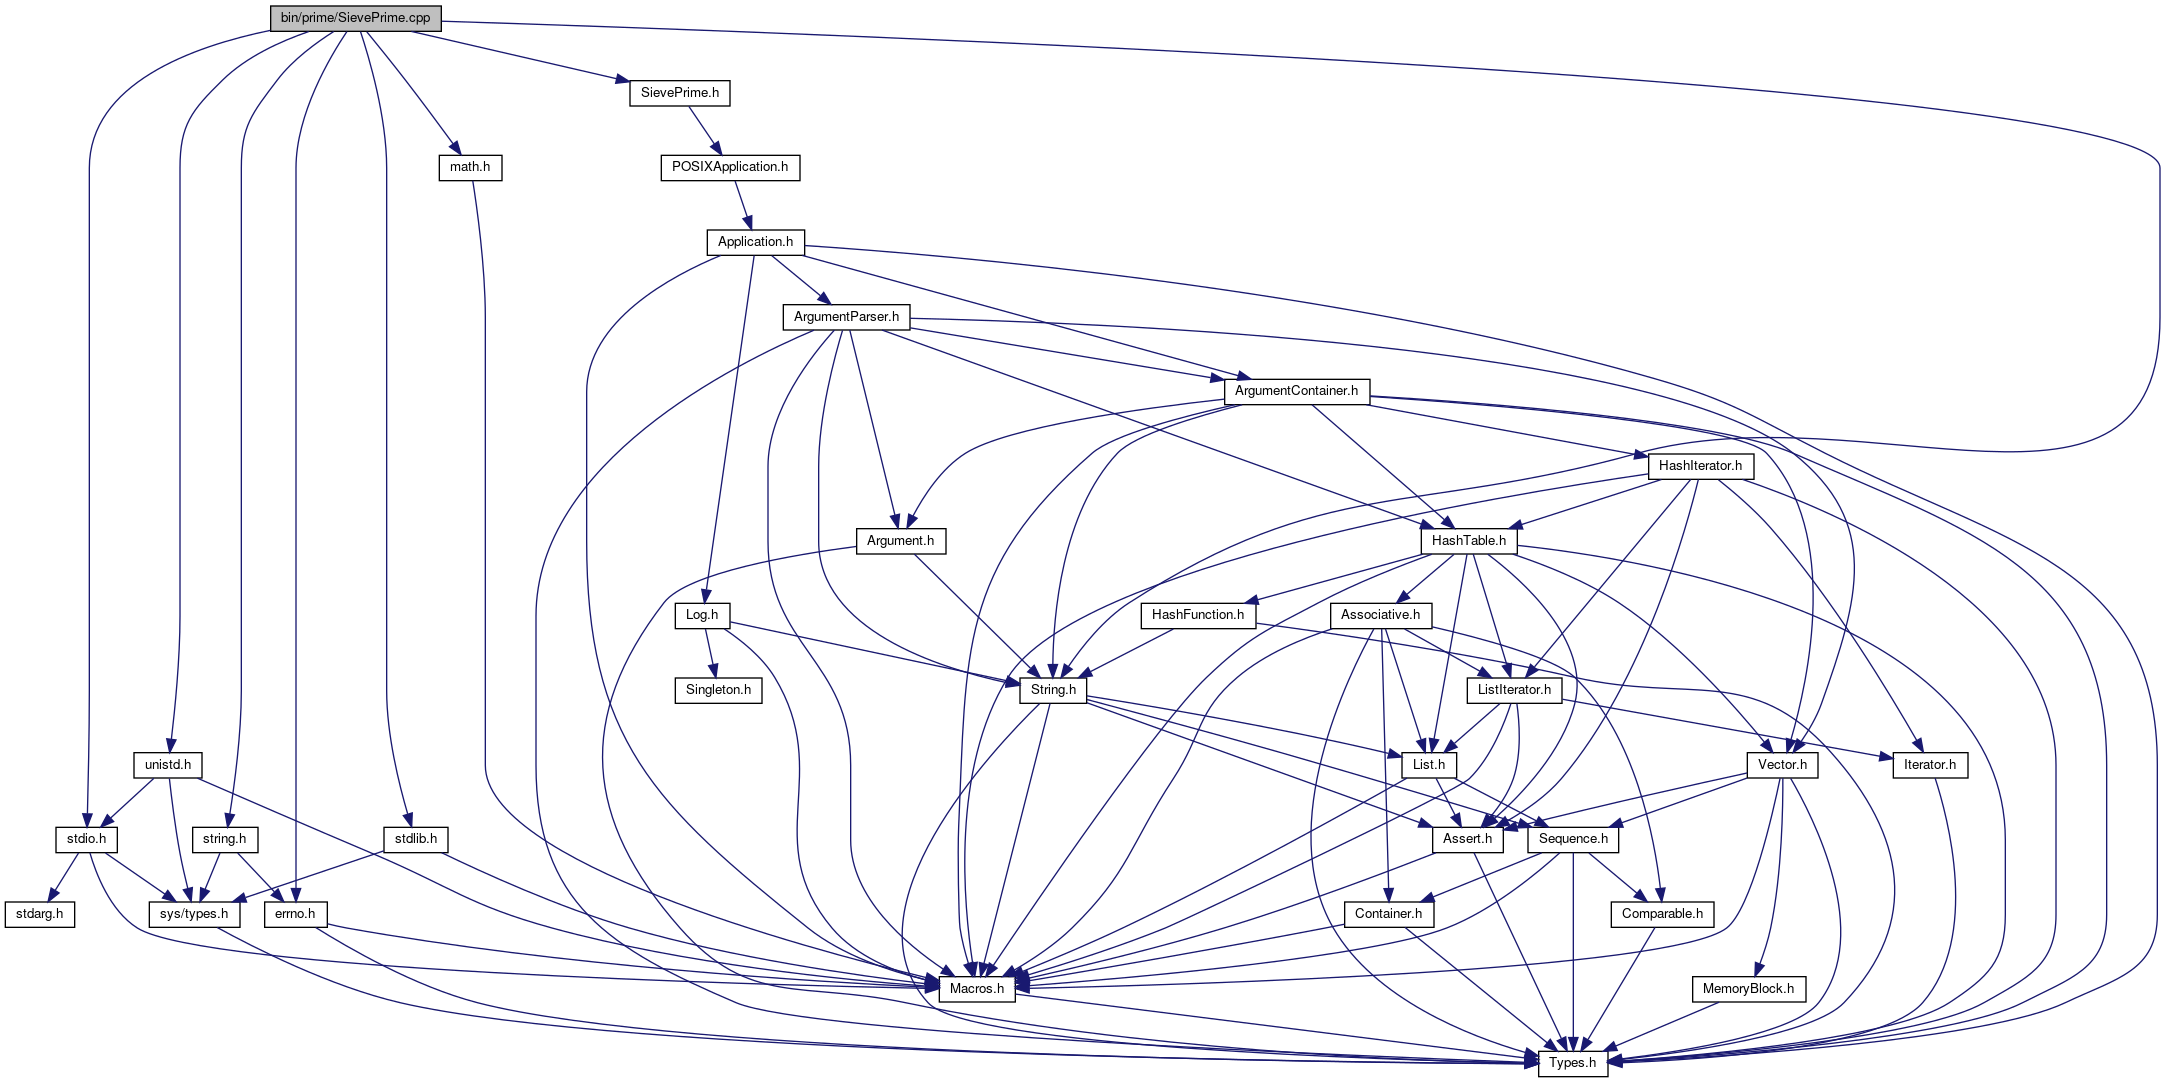 bin/prime/SievePrime.cpp
SievePrime.h
math.h
POSIXApplication.h
Application.h
ArgumentParser.h
ArgumentContainer.h
HashIterator.h
Argument.h
HashTable.h
Log.h
HashFunction.h
Associative.h
Singleton.h
String.h
ListIterator.h
unistd.h
List.h
Vector.h
Iterator.h
stdio.h
string.h
stdlib.h
Assert.h
Sequence.h
stdarg.h
sys/types.h
errno.h
Container.h
Comparable.h
Macros.h
MemoryBlock.h
Types.h